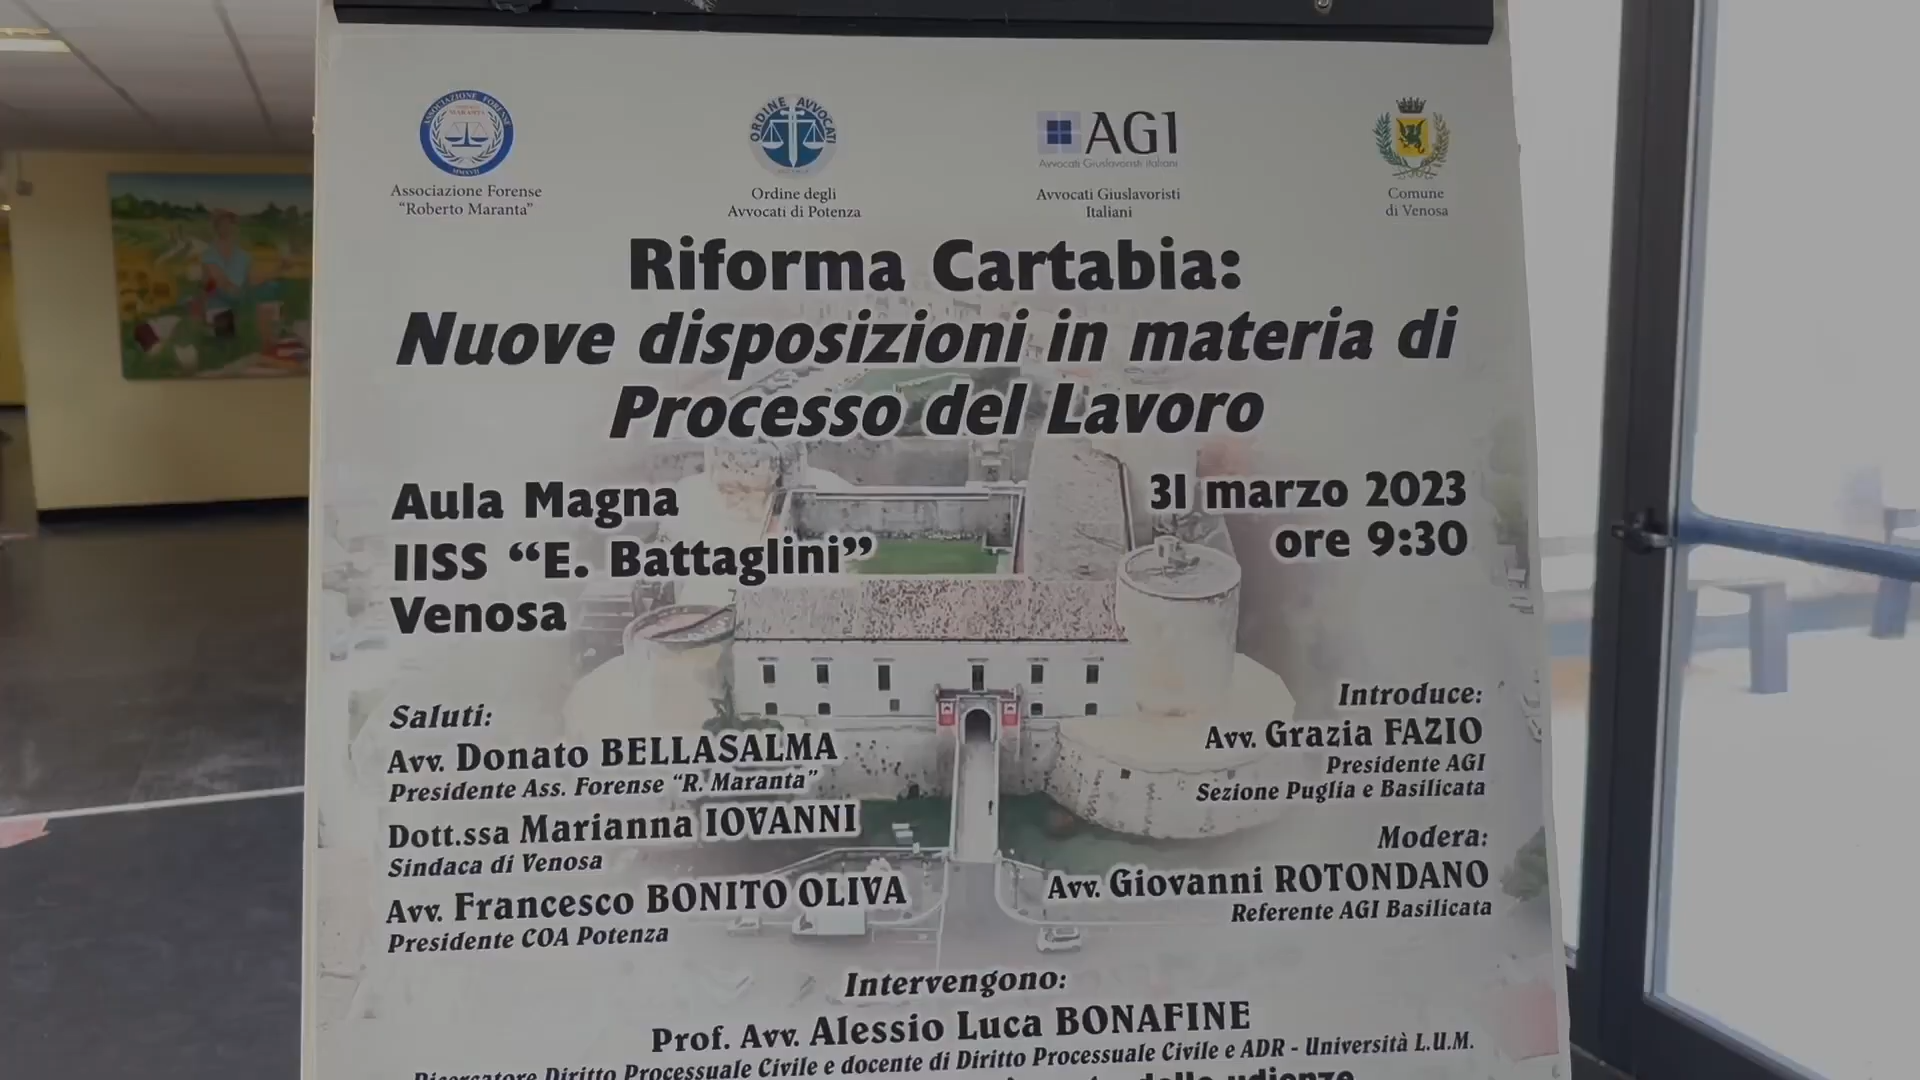 ASSOCIAZIONE FORENSE
Associazione Forense
“Roberto Maranta”
ORDINE AVVOCATI
Ordine degli
Avvocati di Potenza
AGI
Avvocati Giuslavoristi Italiani
Avvocati Giuslavoristi
Italiani
Comune
di Venosa
Riforma Cartabia:
Nuove disposizioni in materia di
Processo del Lavoro
Aula Magna
IISS “E. Battaglini”
Venosa
31 marzo 2023
ore 9:30
Saluti:
Avv. Donato BELLASALMA
Presidente Ass. Forense “R. Maranta”
Dott.ssa Marianna IOVANNI
Sindaca di Venosa
Avv. Francesco BONITO OLIVA
Presidente COA Potenza
Introduce:
Avv. Grazia FAZIO
Presidente AGI
Sezione Puglia e Basilicata
Modera:
Avv. Giovanni ROTONDANO
Referente AGI Basilicata
Intervengono:
Prof. Avv. Alessio Luca BONAFINE
Ricercatore Diritto Processuale Civile e docente di Diritto Processuale Civile e ADR - Università L.U.M.